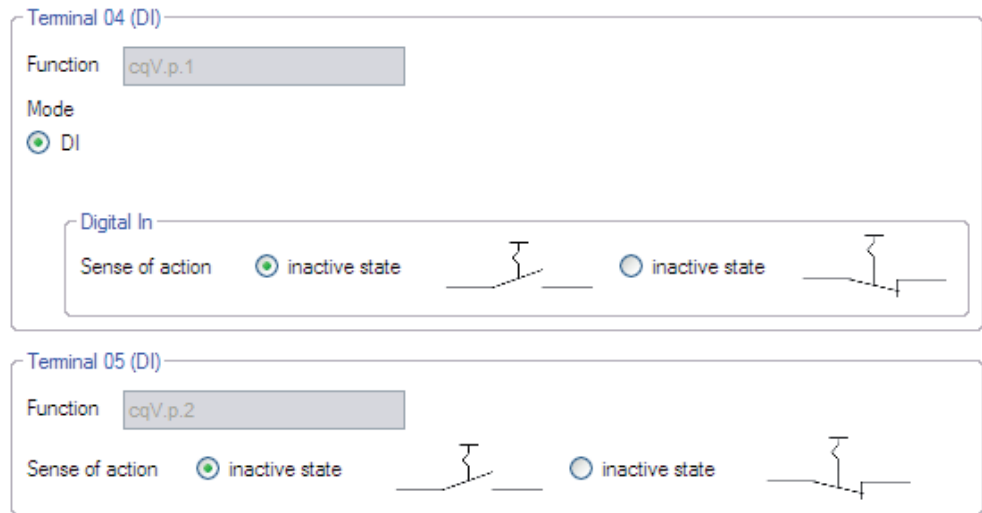 Terminal 04 (DI)
Function cqV.p.1
Mode
DI
Digital In
Sense of action inactive state inactive state
Terminal 05 (DI)
Function cqV.p.2
Sense of action inactive state inactive state